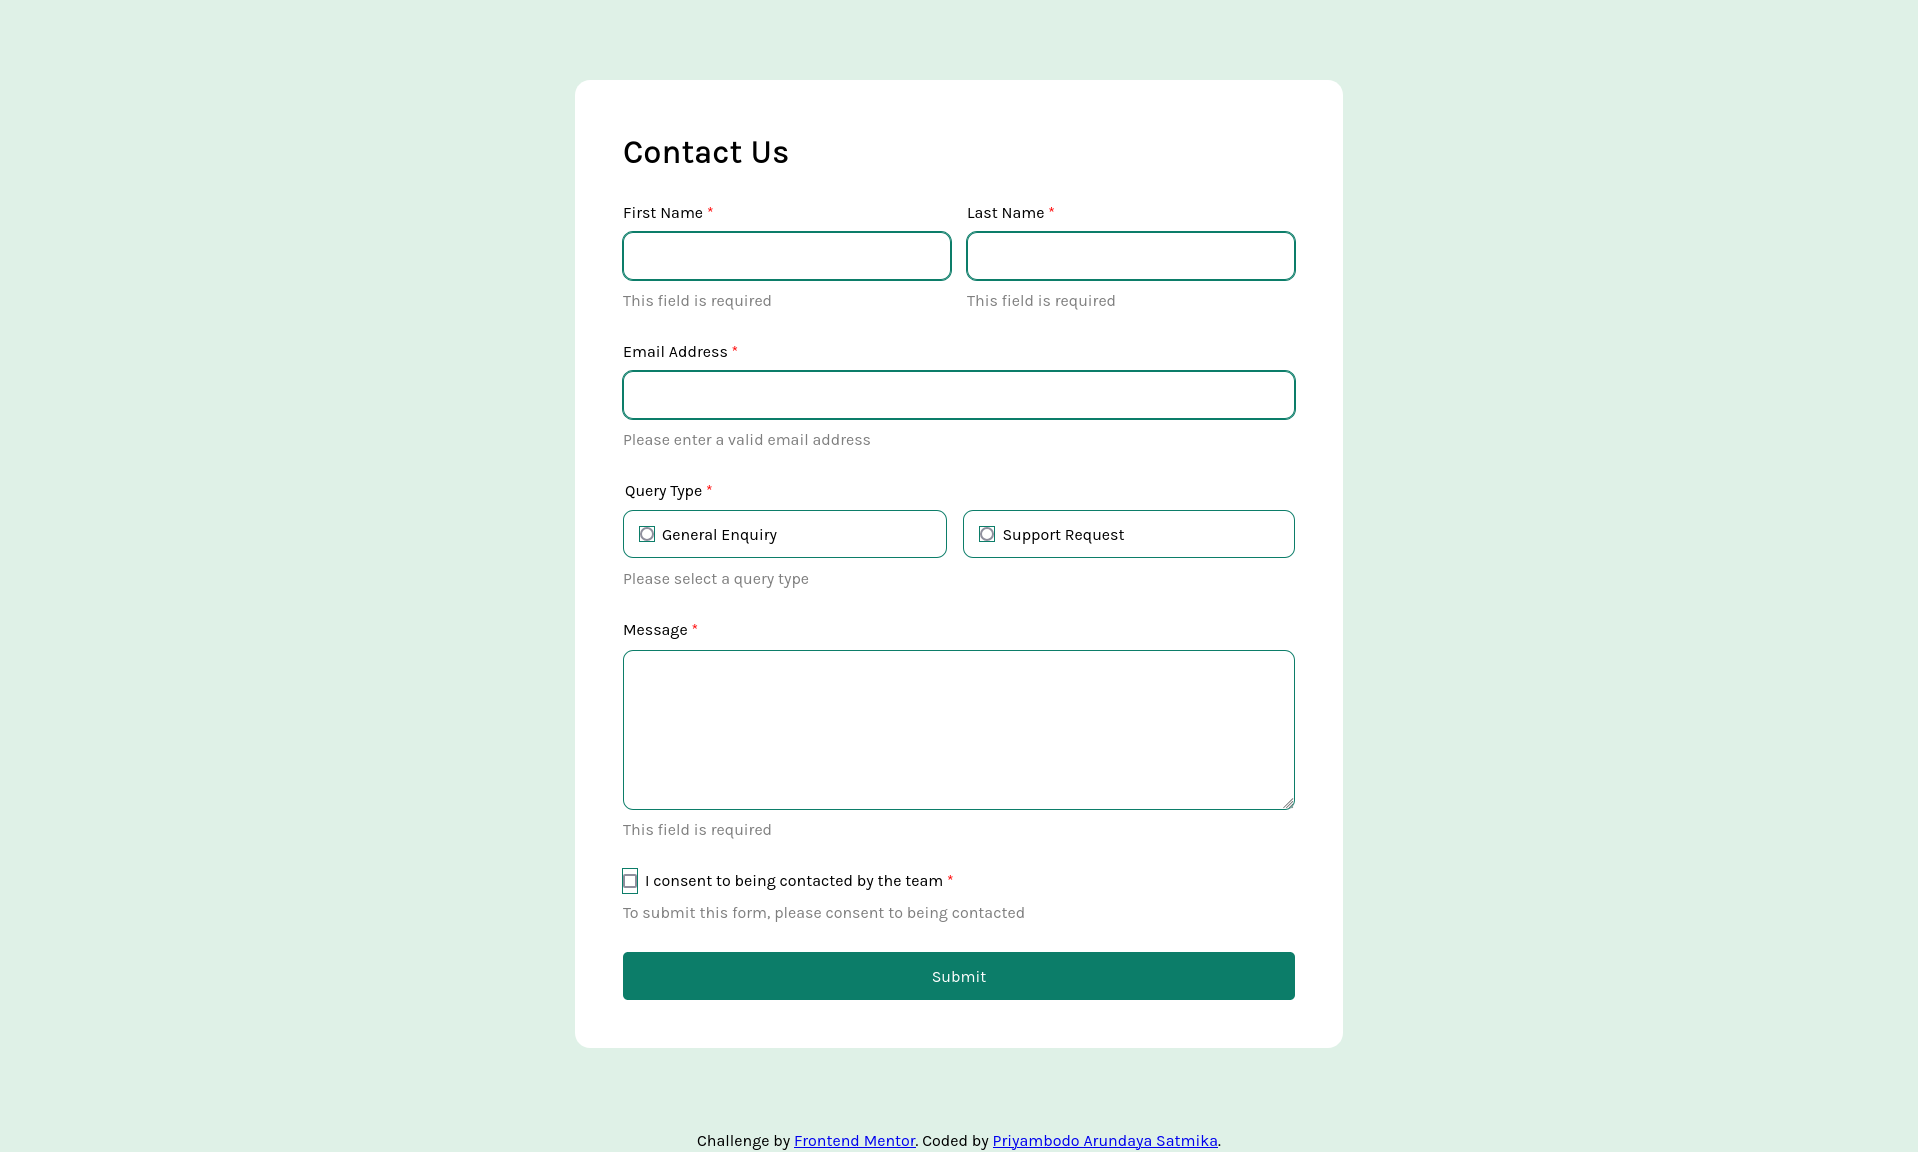 Contact Us
First Name * Last Name *
This field is required This field is required
Email Address *
Please enter a valid email address
Query Type *
General Enquiry Support Request
Please select a query type
Message *
This field is required
I consent to being contacted by the team *
To submit this form, please consent to being contacted
Submit
Challenge by Frontend Mentor. Coded by Priyambodo Arundaya Satmika.